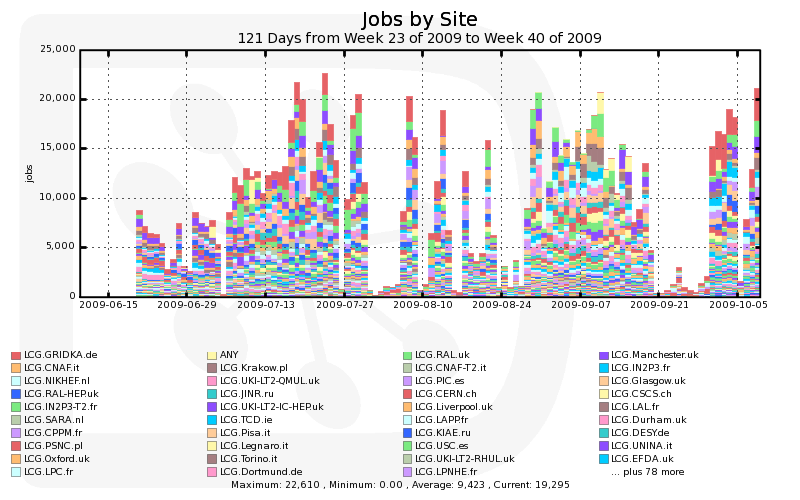 Jobs by Site
121 Days from Week 23 of 2009 to Week 40 of 2009
25,000
20,000
15,000
10,000
5,000
0
jobs
2009-06-15 2009-06-29 2009-07-13 2009-07-27 2009-08-10 2009-08-24 2009-09-07 2009-09-21 2009-10-05
LCG.GRIDKA.de ANY LCG.RAL.uk LCG.Manchester.uk
LCG.CNAF.it LCG.Krakow.pl LCG.CNAF-T2.it LCG.IN2P3.fr
LCG.NIKHEF.nl LCG.UKI-LT2-QMUL.uk LCG.PIC.es LCG.Glasgow.uk
LCG.RAL-HEP.uk LCG.JINR.ru LCG.CERN.ch LCG.CSCS.ch
LCG.IN2P3-T2.fr LCG.UKI-LT2-IC-HEP.uk LCG.Liverpool.uk LCG.LAL.fr
LCG.SARA.nl LCG.TCD.ie LCG.LAPP.fr LCG.Durham.uk
LCG.CPPM.fr LCG.Pisa.it LCG.KIAE.ru LCG.DESY.de
LCG.PSNC.pl LCG.Legnaro.it LCG.USC.es LCG.UNINA.it
LCG.Oxford.uk LCG.Torino.it LCG.UKI-LT2-RHUL.uk LCG.EFDA.uk
LCG.LPC.fr LCG.Dortmund.de LCG.LPNHE.fr ... plus 78 more
Maximum: 22,610 , Minimum: 0.00 , Average: 9,423 , Current: 19,295